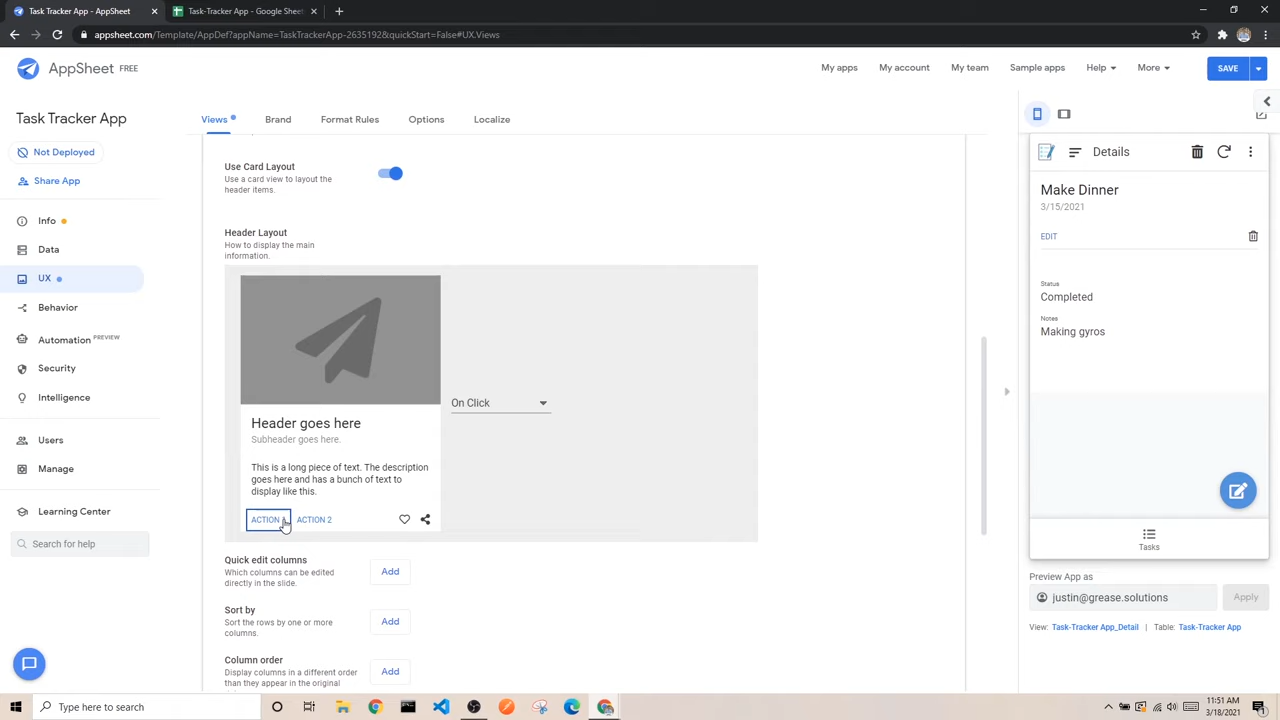 Task Tracker App - AppSheet
Task-Tracker App - Google Sheets
appsheet.com/Template/AppDef?appName=TaskTrackerApp-2635192&quickStart=False#UX.Views
AppSheet FREE
My apps
My account
My team
Sample apps
Help
More
SAVE
Task Tracker App
Views
Brand
Format Rules
Options
Localize
Not Deployed
Share App
Info
Data
UX
Behavior
Automation PREVIEW
Security
Intelligence
Users
Manage
Learning Center
Search for help
Use Card Layout
Use a card view to layout the
header items.
Header Layout
How to display the main
information.
Header goes here
Subheader goes here.
This is a long piece of text. The description
goes here and has a bunch of text to
display like this.
ACTION 1
ACTION 2
On Click
Quick edit columns
Which columns can be edited
directly in the slide.
Add
Sort by
Sort the rows by one or more
columns.
Add
Column order
Display columns in a different order
than they appear in the original
Add
Details
Make Dinner
3/15/2021
EDIT
Status
Completed
Notes
Making gyros
Tasks
Preview App as
justin@grease.solutions
Apply
View: Task-Tracker App_Detail | Table: Task-Tracker App
Type here to search
11:51 AM
3/18/2021